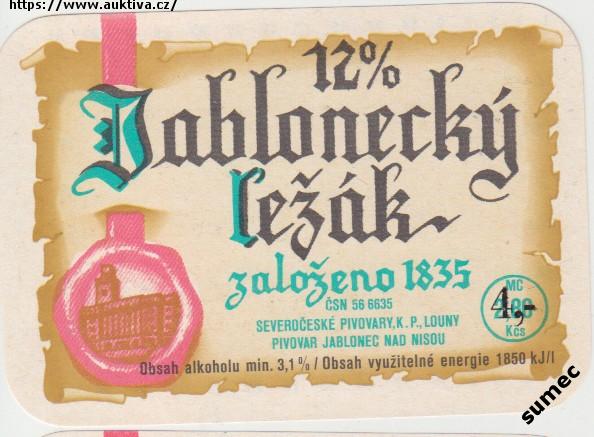 https://www.auktiva.cz/
12%
Jablonecký
ležák
založeno 1835
ČSN 56 6635
SEVEROČESKÉ PIVOVARY, K. P., LOUNY
PIVOVAR JABLONEC NAD NISOU
MC
4,-
Kčs
Obsah alkoholu min. 3,1% / Obsah využitelné energie 1850 kJ/l
sumec